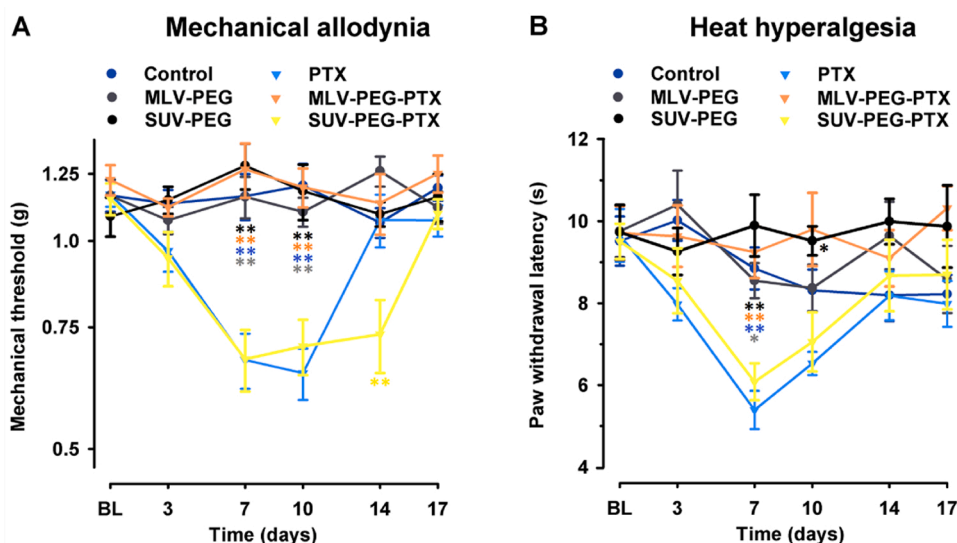 A
Mechanical allodynia
Control
PTX
MLV-PEG
MLV-PEG-PTX
SUV-PEG
SUV-PEG-PTX
Mechanical threshold (g)
1.25
1.0
0.75
0.5
**
**
**
**
**
**
**
**
**
BL 3 7 10 14 17
Time (days)
B
Heat hyperalgesia
Control
PTX
MLV-PEG
MLV-PEG-PTX
SUV-PEG
SUV-PEG-PTX
Paw withdrawal latency (s)
12
10
8
6
4
*
**
**
**
*
BL 3 7 10 14 17
Time (days)